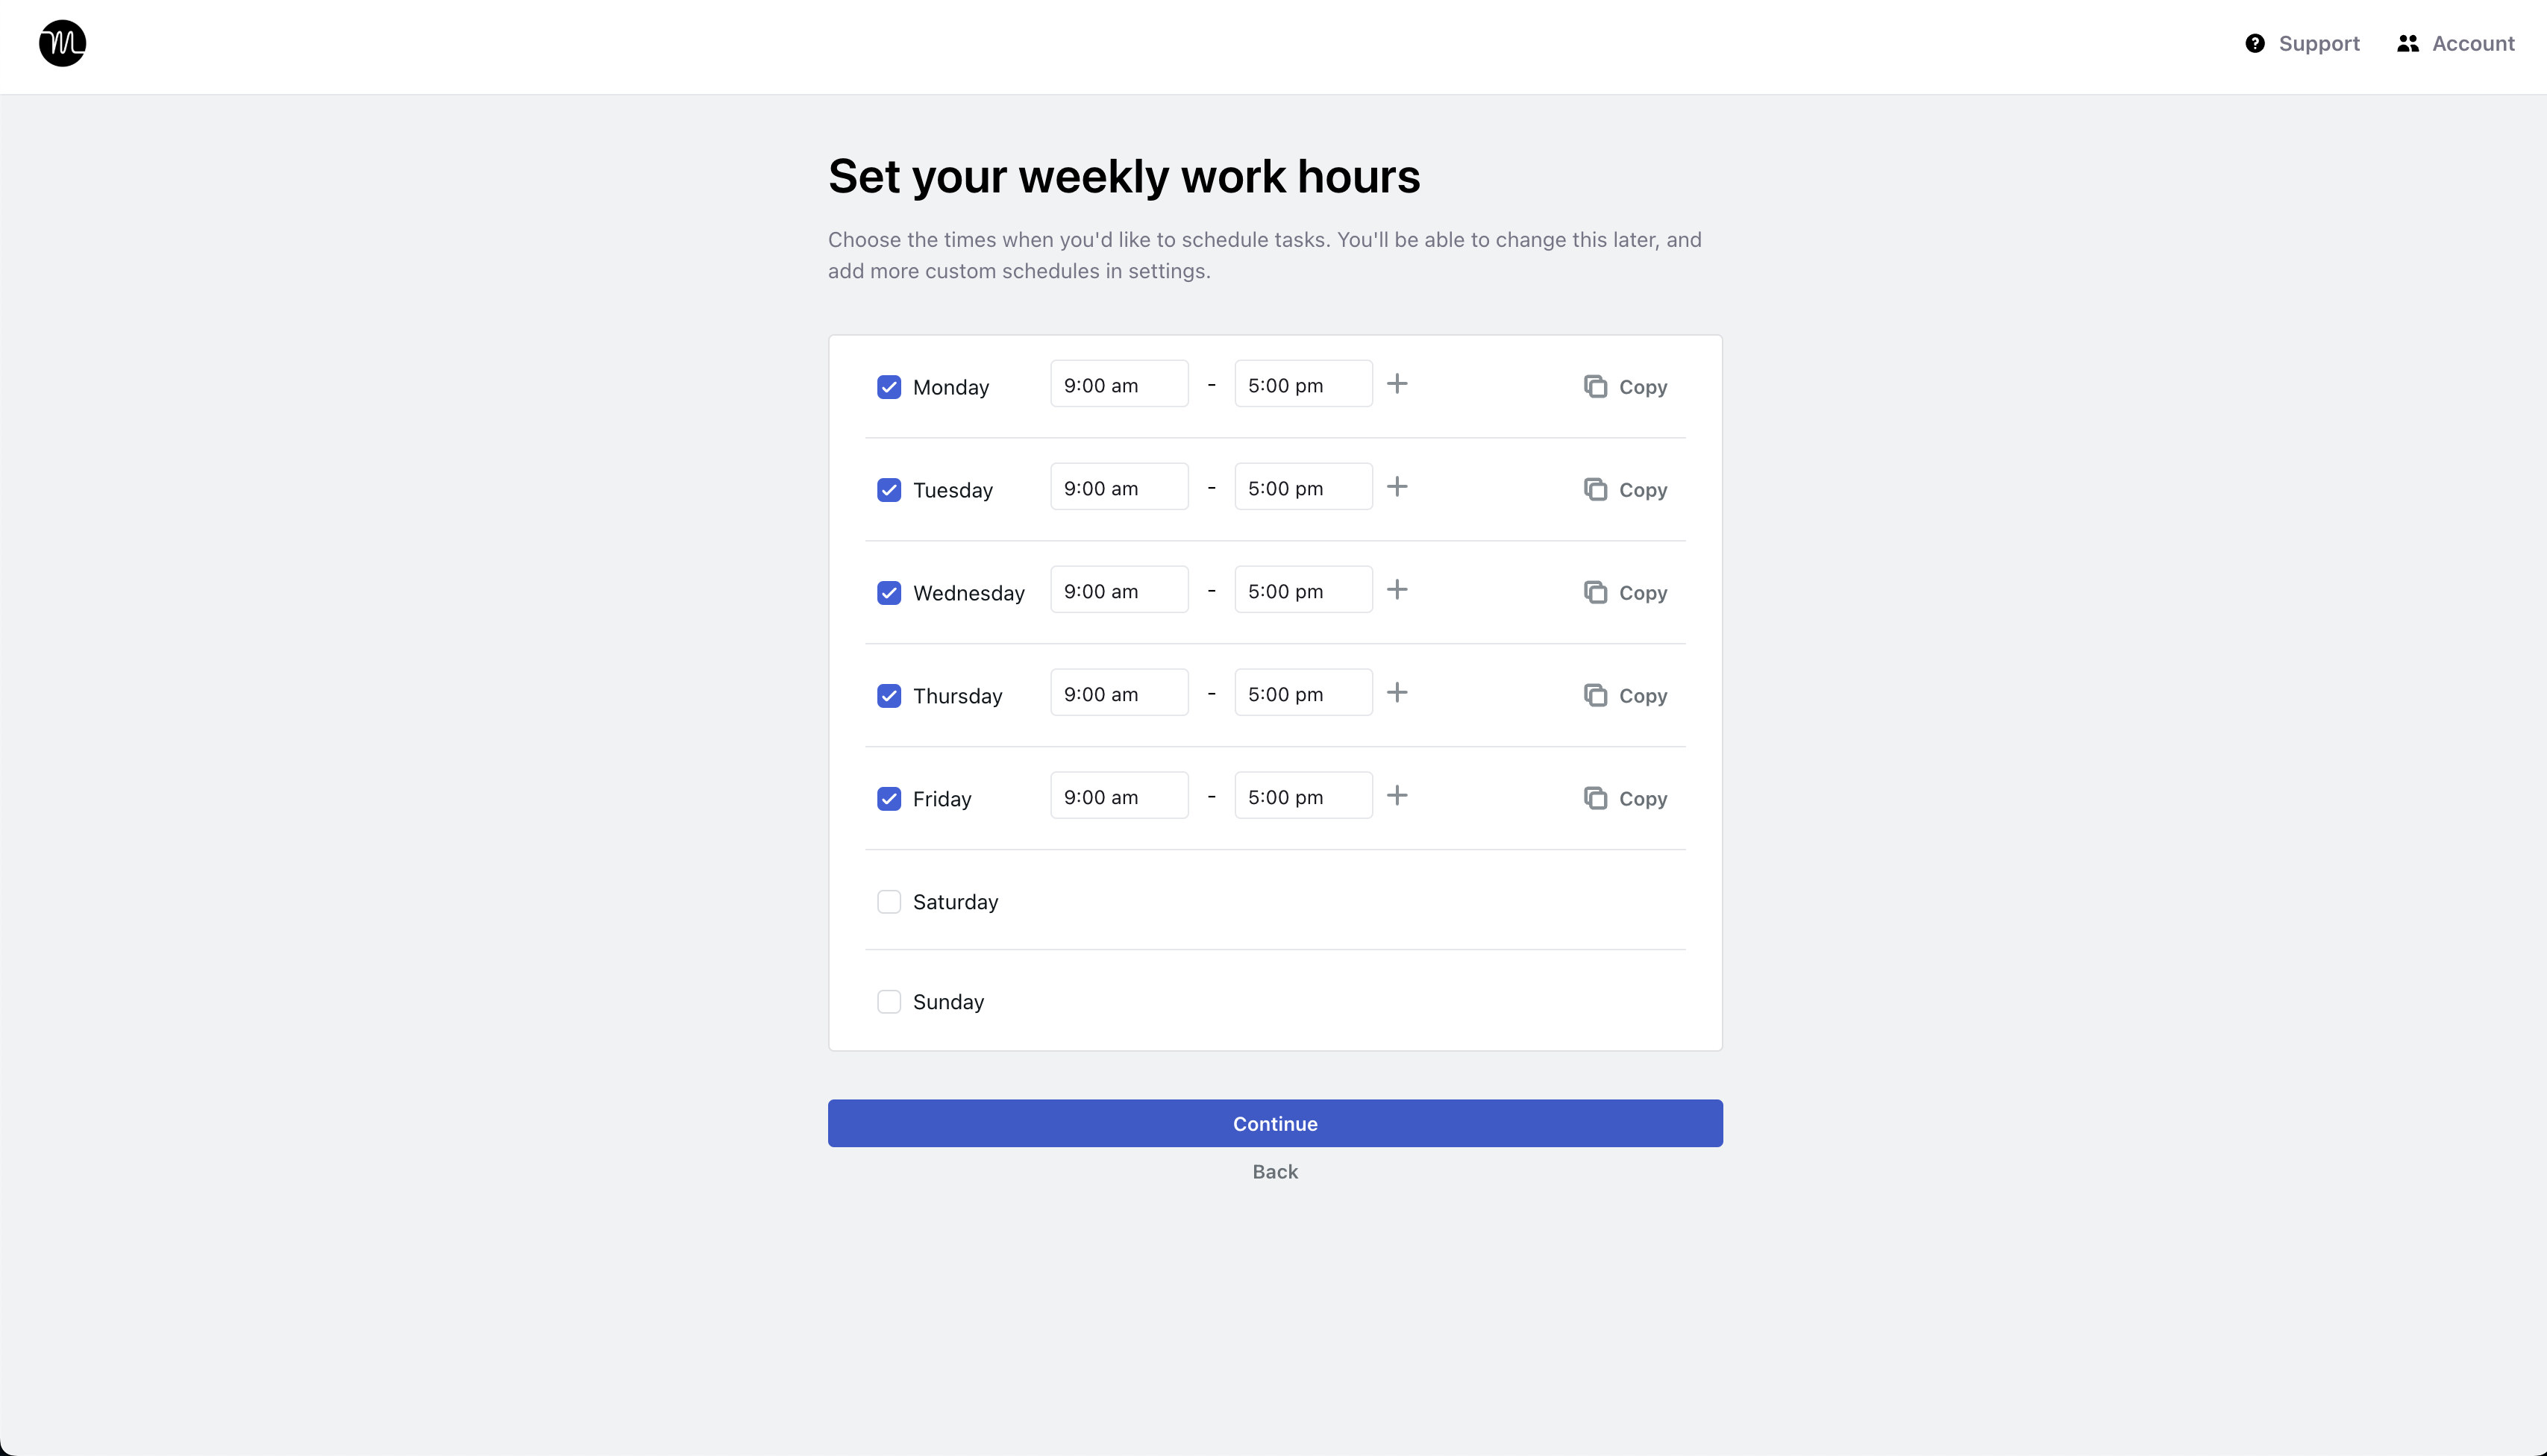 Support Account
Set your weekly work hours
Choose the times when you'd like to schedule tasks. You'll be able to change this later, and
add more custom schedules in settings.
Monday 9:00 am - 5:00 pm Copy
Tuesday 9:00 am - 5:00 pm Copy
Wednesday 9:00 am - 5:00 pm Copy
Thursday 9:00 am - 5:00 pm Copy
Friday 9:00 am - 5:00 pm Copy
Saturday
Sunday
Continue
Back